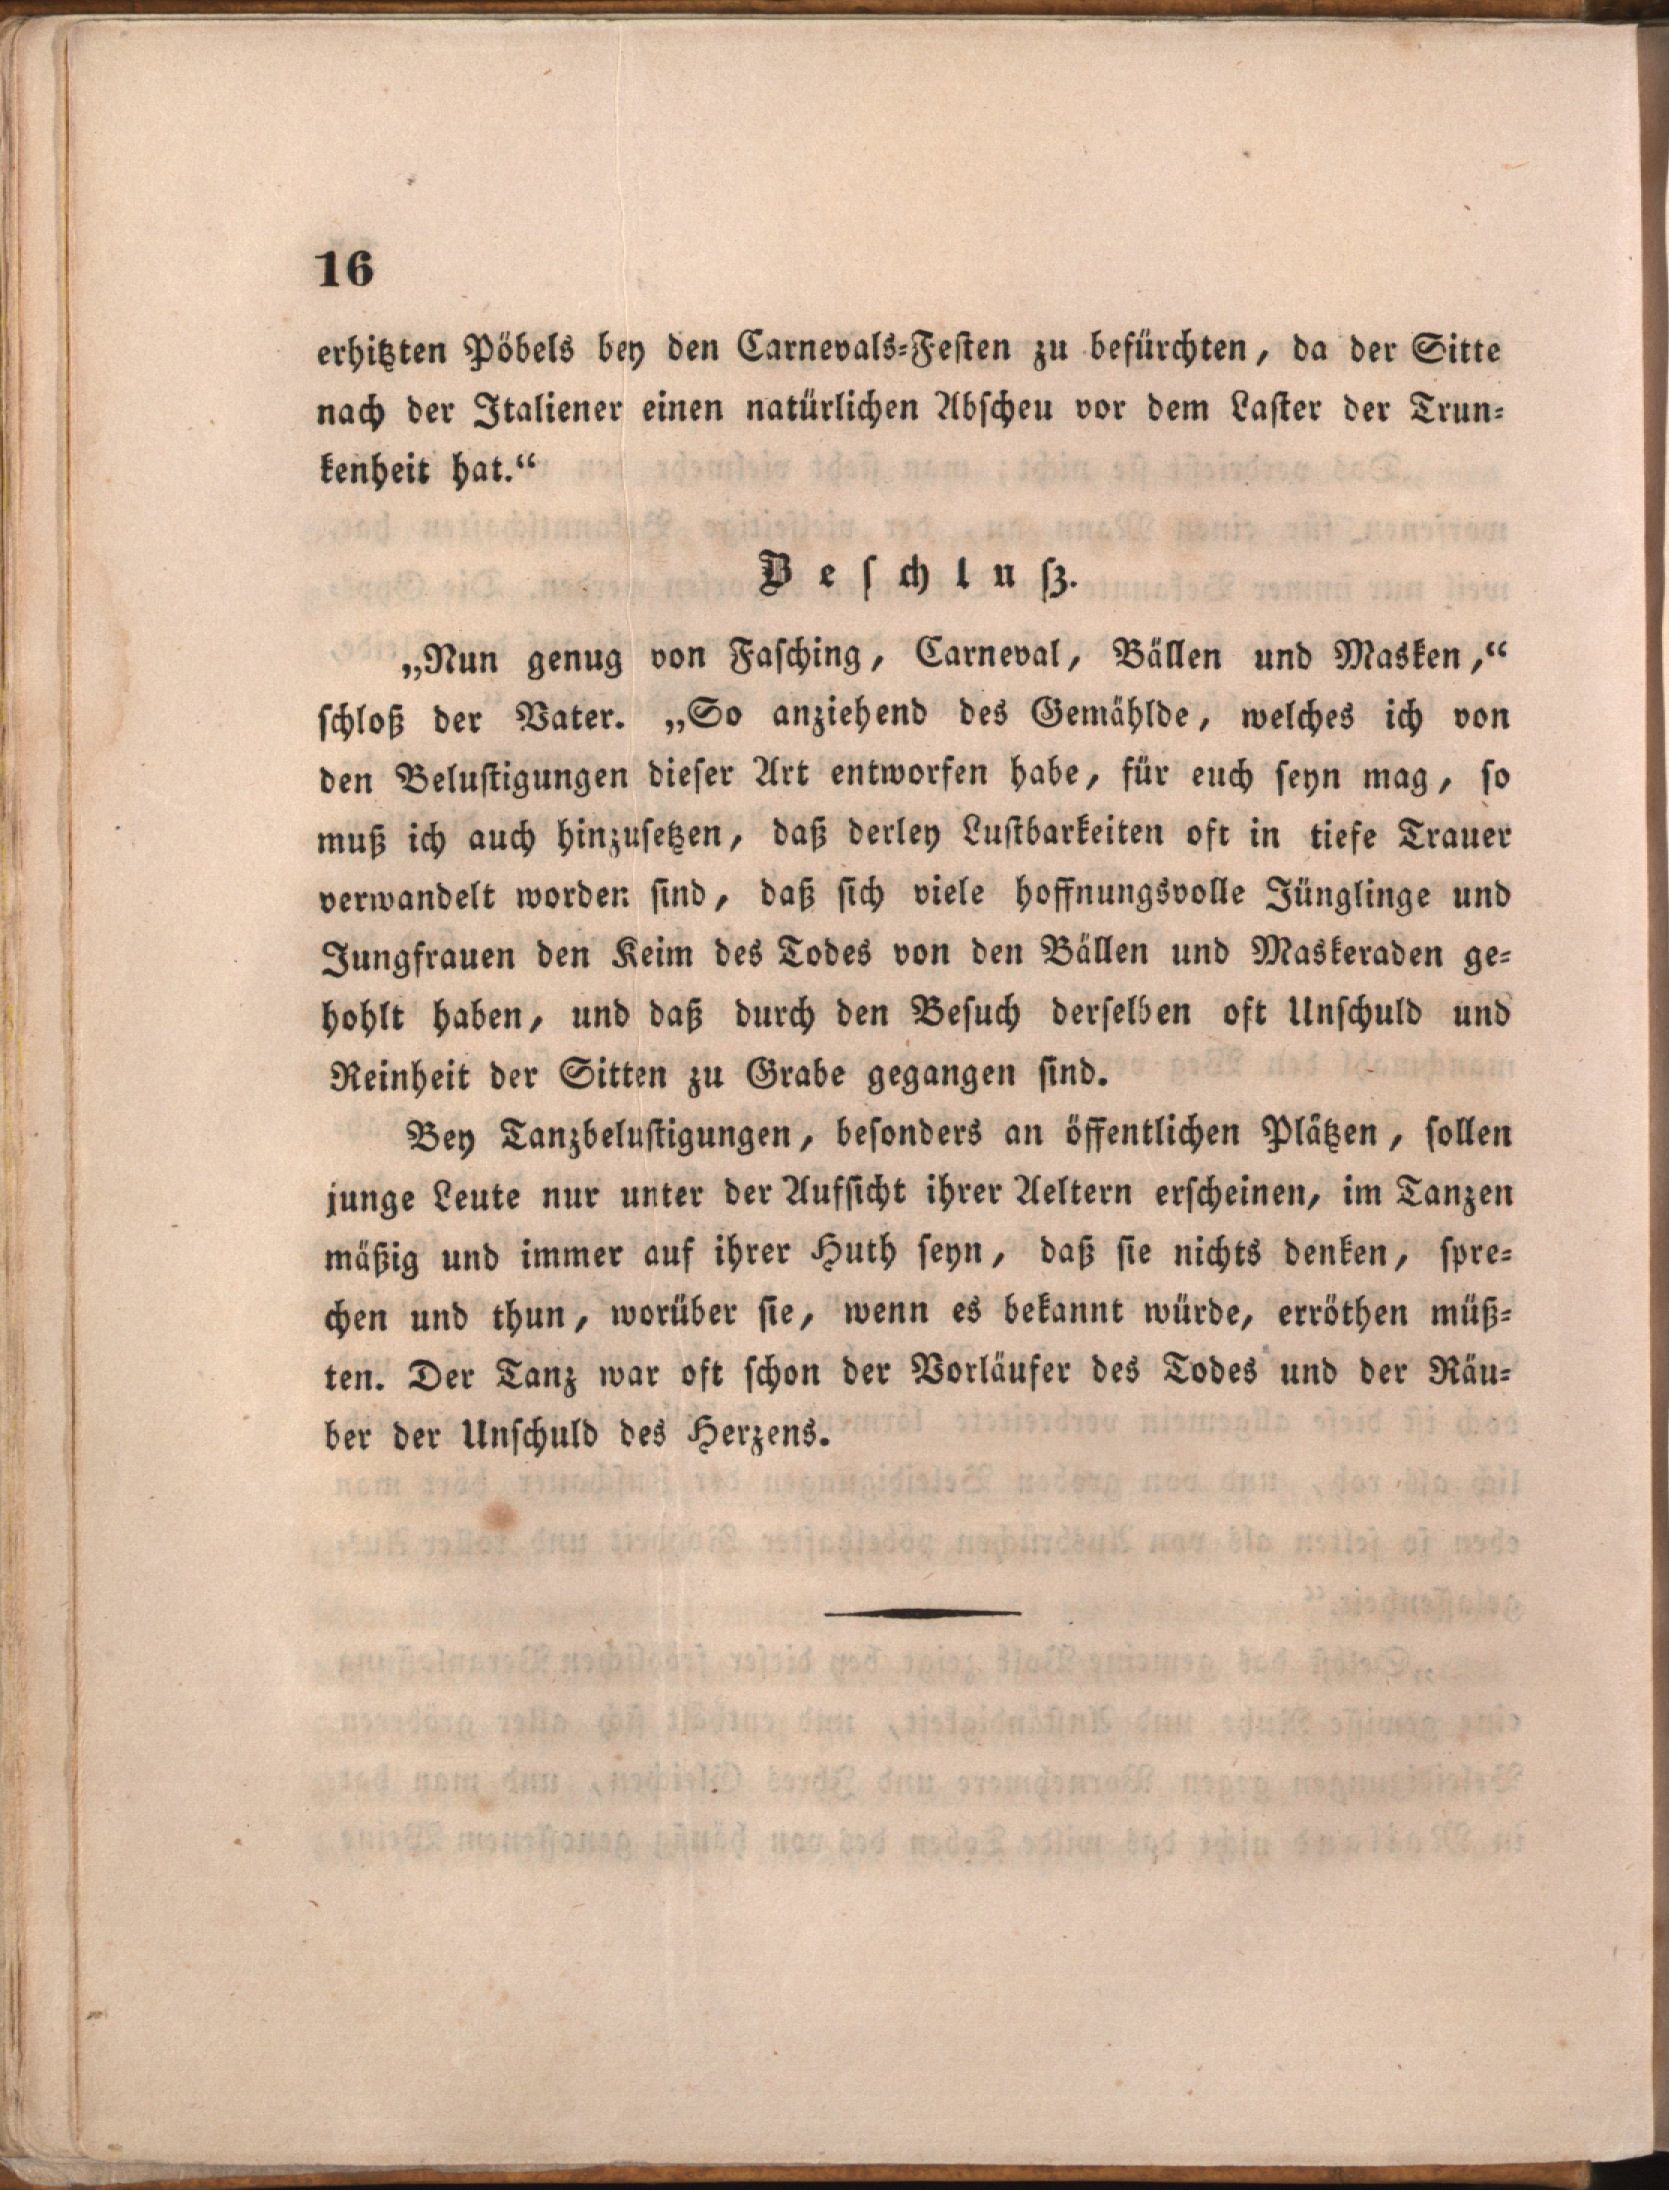 16
erhitzten Pöbels bey den Carnevals-Festen zu befürchten, da der Sitte
nach der Italiener einen natürlichen Abscheu vor dem Laster der Trun-
kenheit hat.“
Beschluß.
„Nun genug von Fasching, Carneval, Bällen und Masken,“
schloß der Vater. „So anziehend des Gemählde, welches ich von
den Belustigungen dieser Art entworfen habe, für euch seyn mag, so
muß ich auch hinzusetzen, daß derley Lustbarkeiten oft in tiefe Trauer
verwandelt worden sind, daß sich viele hoffnungsvolle Jünglinge und
Jungfrauen den Keim des Todes von den Bällen und Maskeraden ge-
hohlt haben, und daß durch den Besuch derselben oft Unschuld und
Reinheit der Sitten zu Grabe gegangen sind.
Bey Tanzbelustigungen, besonders an öffentlichen Plätzen, sollen
junge Leute nur unter der Aufsicht ihrer Aeltern erscheinen, im Tanzen
mäßig und immer auf ihrer Huth seyn, daß sie nichts denken, spre-
chen und thun, worüber sie, wenn es bekannt würde, erröthen müß-
ten. Der Tanz war oft schon der Vorläufer des Todes und der Räu-
ber der Unschuld des Herzens.